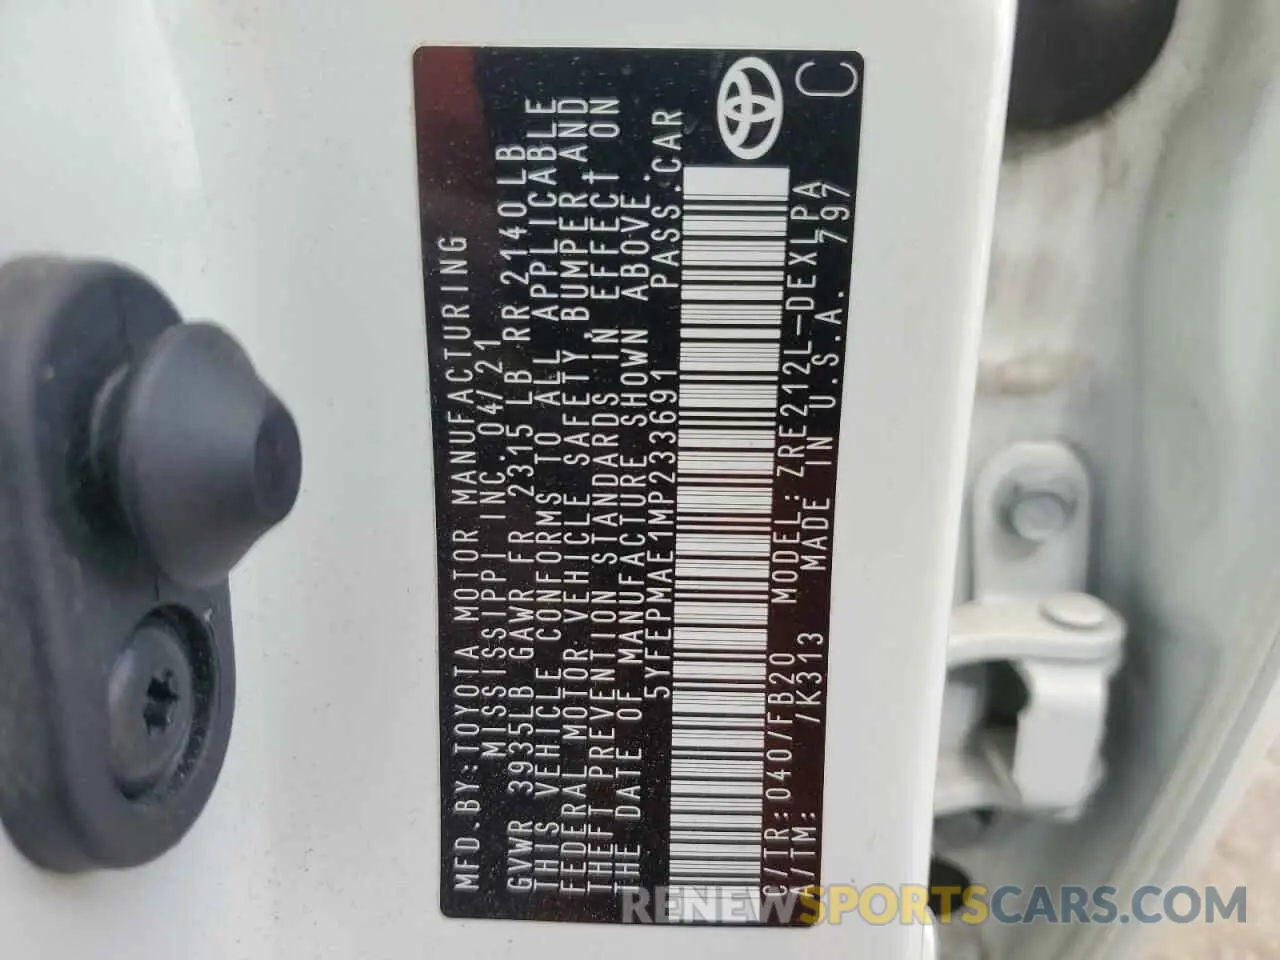 MFD.BY:TOYOTA MOTOR MANUFACTURING
MISSISSIPPI INC. 04/21
GVWR 3935LB GAWR FR 2315 LB RR 2140LB
THIS VEHICLE CONFORMS TO ALL APPLICABLE
FEDERAL MOTOR VEHICLE SAFETY, BUMPER, AND
THEFT PREVENTION STANDARDS IN EFFECT ON
THE DATE OF MANUFACTURE SHOWN ABOVE.
5YFEPMAE1MP233691 PASS.CAR
C/TR:040/FB20 MODEL:ZRE212L-DEXLPA
A/TM: /K313 MADE IN U.S.A. 797
C
RENEWSPORTSCARS.COM